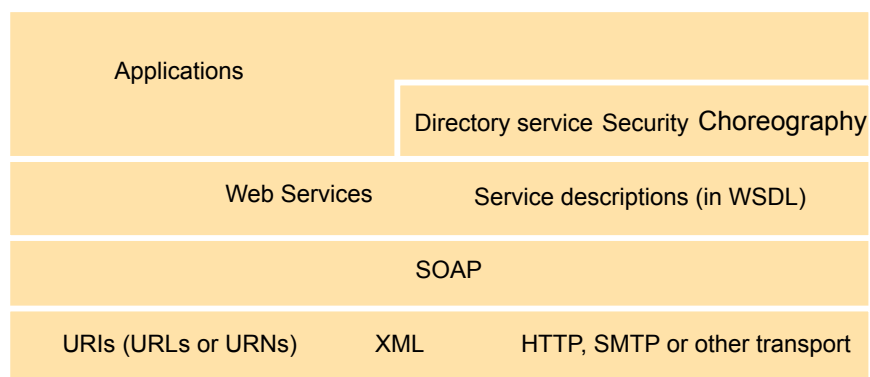 Applications
Directory service Security Choreography
Web Services Service descriptions (in WSDL)
SOAP
URIs (URLs or URNs) XML HTTP, SMTP or other transport